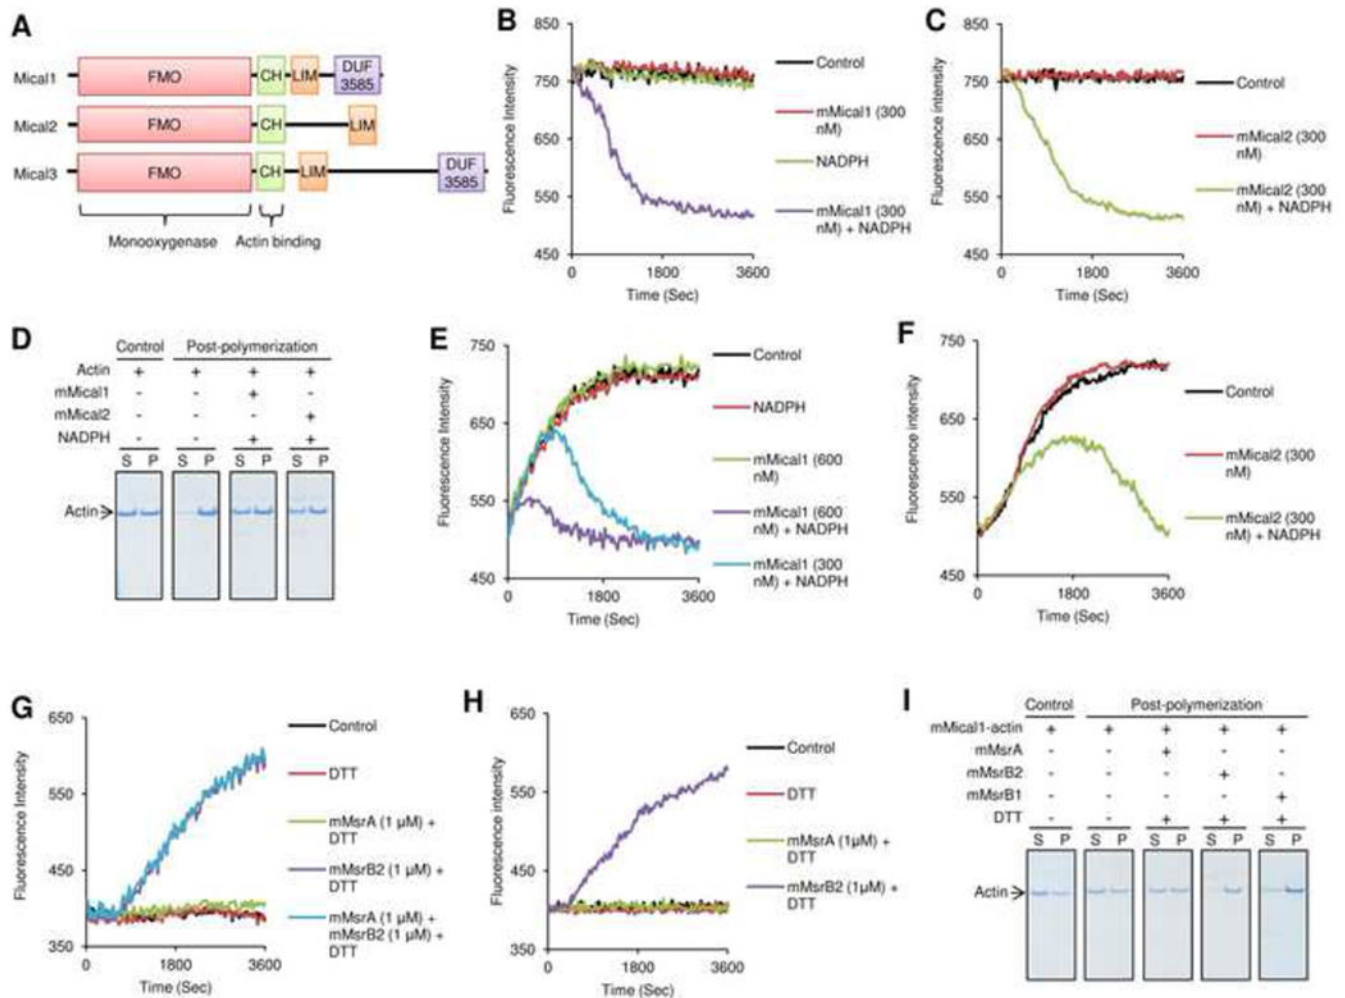 A
Mical1
FMO
CH
LIM
DUF
3585
Mical2
FMO
CH
LIM
Mical3
FMO
CH
LIM
DUF
3585
Monooxygenase
Actin binding
B
Fluorescence Intensity
850
750
650
550
450
0
1800
3600
Time (Sec)
Control
mMical1 (300
nM)
NADPH
mMical1 (300
nM) + NADPH
C
Fluorescence intensity
850
750
650
550
450
0
1800
3600
Time (Sec)
Control
mMical2 (300
nM)
mMical2 (300
nM) + NADPH
D
Control
Post-polymerization
Actin + + + +
mMical1 - - + -
mMical2 - - - +
NADPH - - + +
S P S P S P S P
Actin
E
Fluorescence Intensity
750
650
550
450
0
1800
3600
Time (Sec)
Control
NADPH
mMical1 (600
nM)
mMical1 (600
nM) + NADPH
mMical1 (300
nM) + NADPH
F
Fluorescence intensity
750
650
550
450
0
1800
3600
Time (Sec)
Control
mMical2 (300
nM)
mMical2 (300
nM) + NADPH
G
Fluorescence Intensity
650
550
450
350
0
1800
3600
Time (Sec)
Control
DTT
mMsrA (1 µM) +
DTT
mMsrB2 (1 µM) +
DTT
mMsrA (1 µM) +
mMsrB2 (1 µM) +
DTT
H
Fluorescence Intensity
650
550
450
350
0
1800
3600
Time (Sec)
Control
DTT
mMsrA (1µM) +
DTT
mMsrB2 (1µM) +
DTT
I
Control
Post-polymerization
mMical1-actin + + + + +
mMsrA - - + - -
mMsrB2 - - - + -
mMsrB1 - - - - +
DTT - - + + +
S P S P S P S P S P
Actin